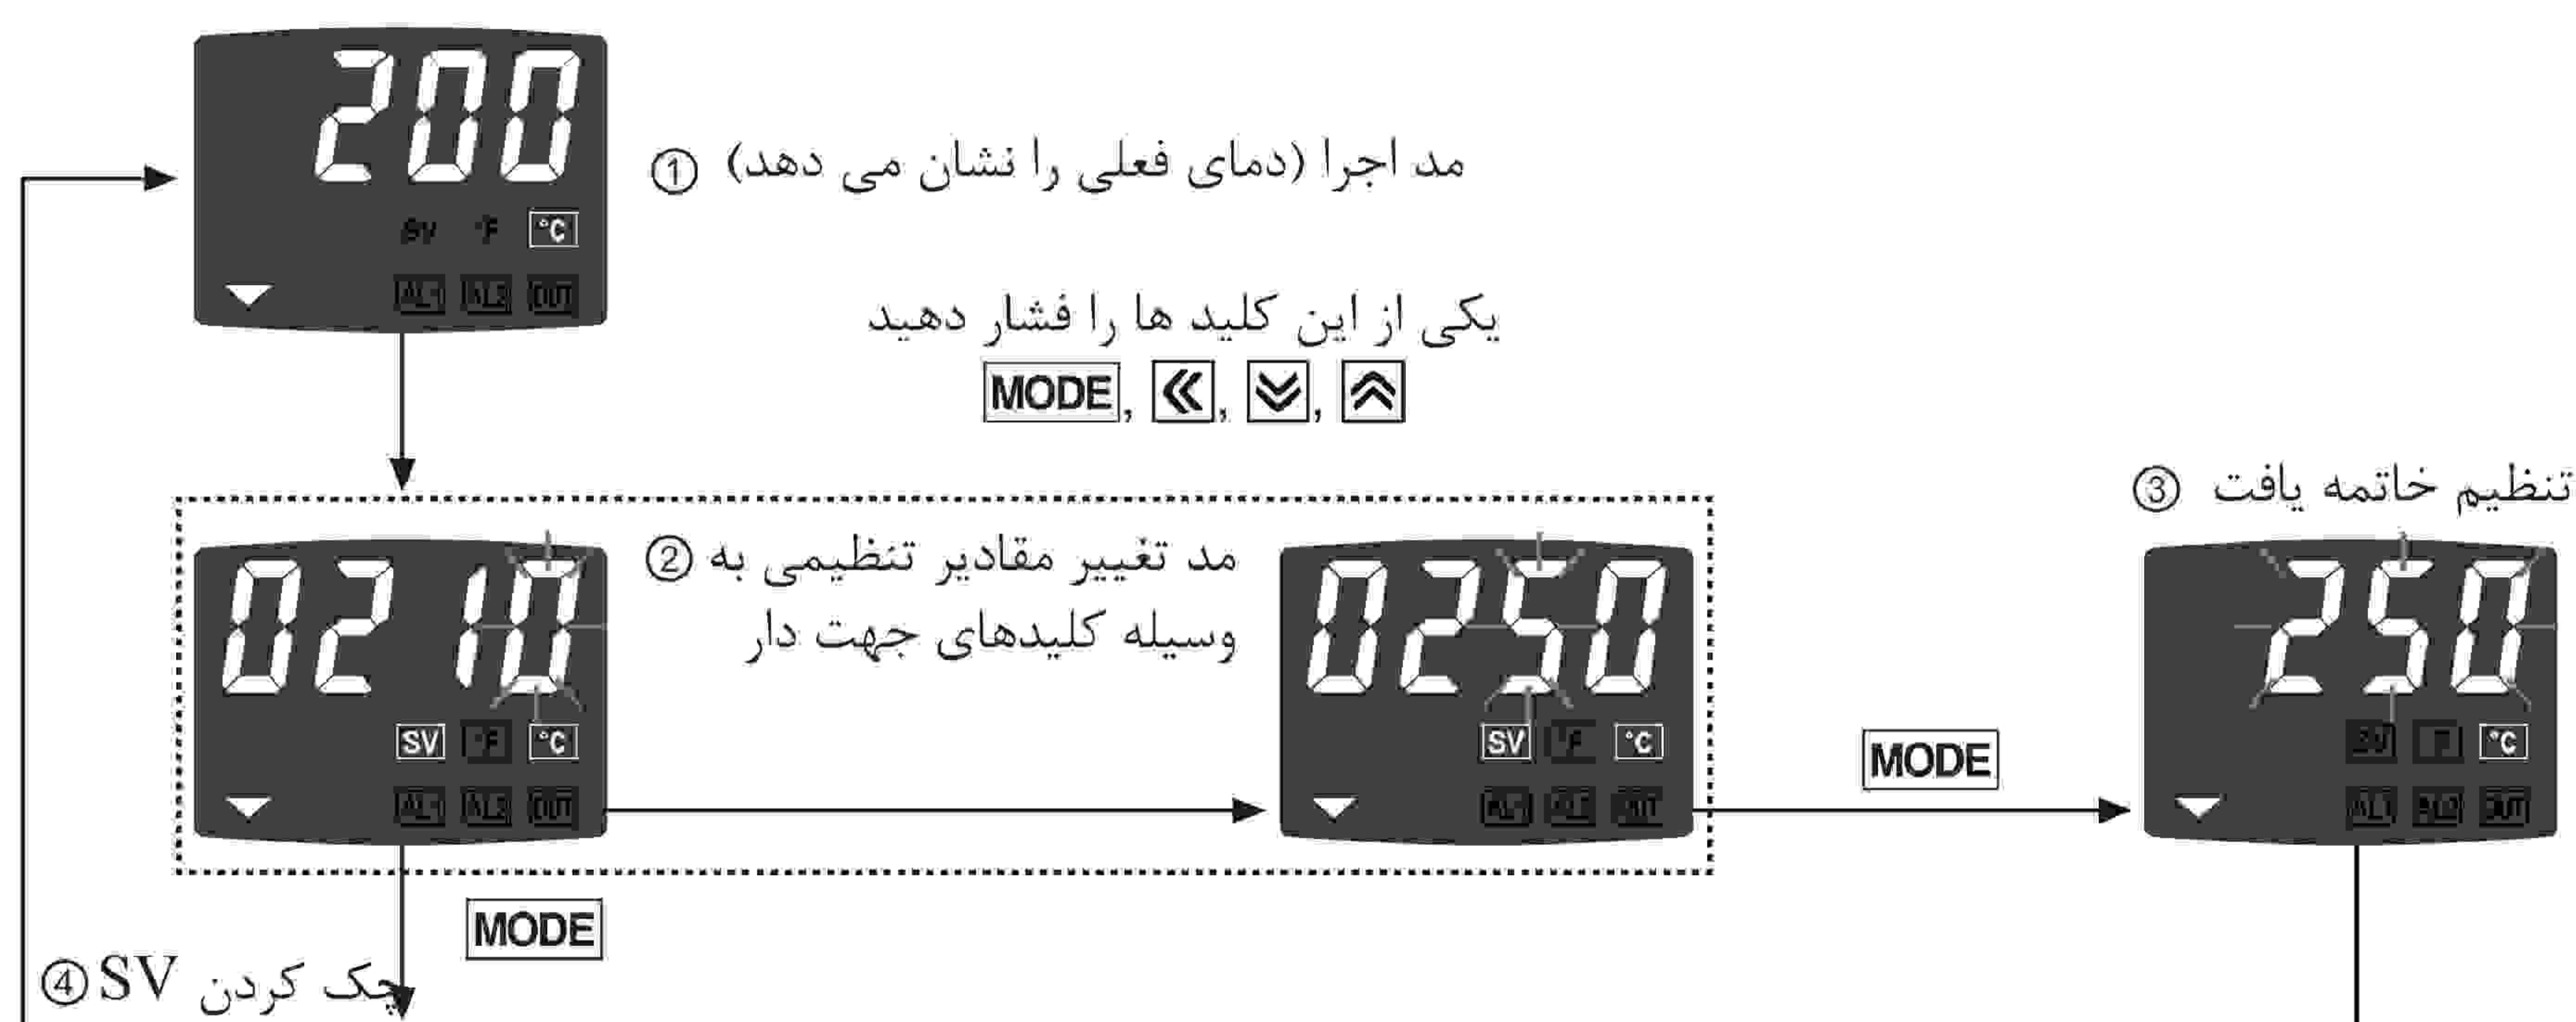 200
① مد اجرا (دمای فعلی را نشان می دهد)
SV °F °C
AL1 AL2 OUT
یکی از این کلید ها را فشار دهید
MODE, «, ,
③ تنظیم خاتمه یافت
0210
② مد تغییر مقادیر تنظیمی به
وسیله کلیدهای جهت دار
0250
250
SV °F °C
SV °F °C
SV °F °C
MODE
AL1 AL2 OUT
AL1 AL2 OUT
AL1 AL2 OUT
MODE
④ چک کردن SV